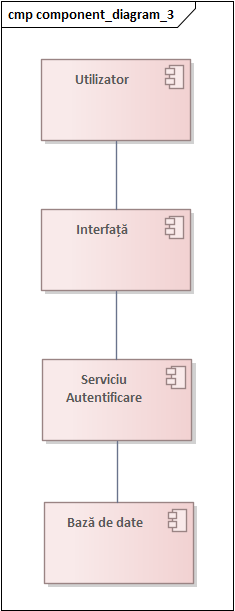 cmp component_diagram_3
Utilizator
Interfață
Serviciu
Autentificare
Bază de date